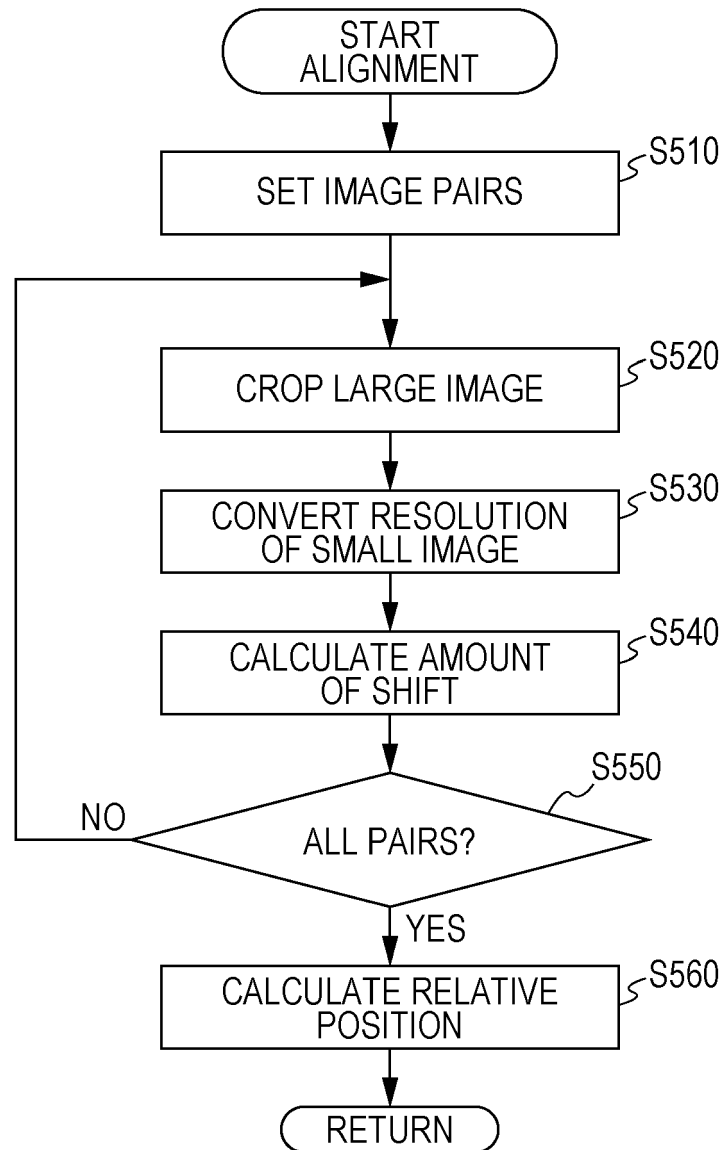 START
ALIGNMENT
S510
SET IMAGE PAIRS
S520
CROP LARGE IMAGE
S530
CONVERT RESOLUTION
OF SMALL IMAGE
S540
CALCULATE AMOUNT
OF SHIFT
S550
NO
ALL PAIRS?
YES
S560
CALCULATE RELATIVE
POSITION
RETURN